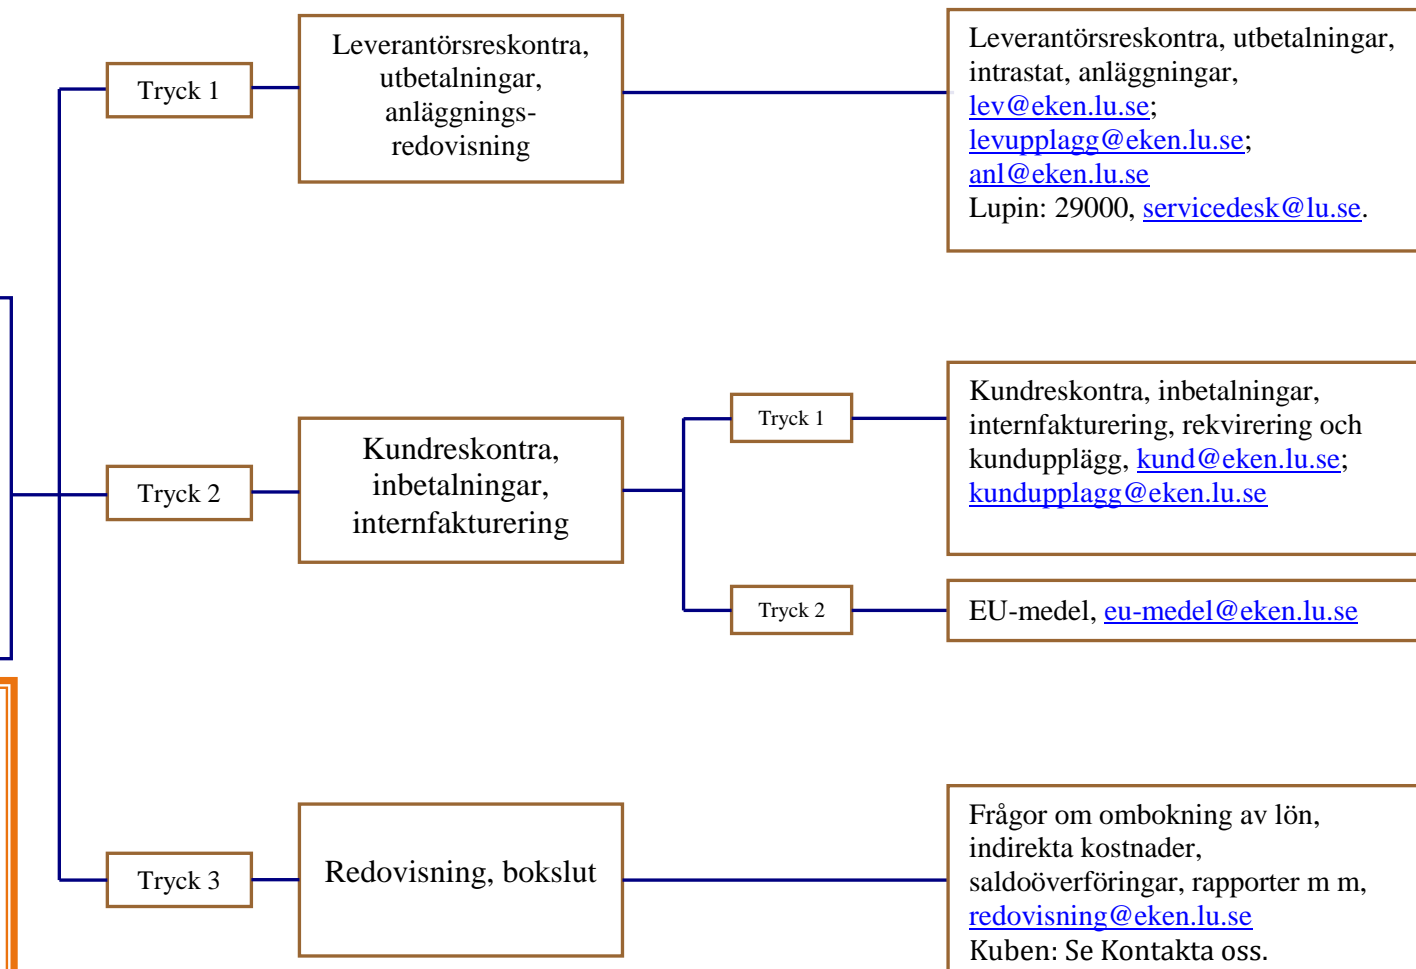 Tryck 1
Leverantörsreskontra,
utbetalningar,
anläggnings-
redovisning
Leverantörsreskontra, utbetalningar,
intrastat, anläggningar,
lev@eken.lu.se;
levupplagg@eken.lu.se;
anl@eken.lu.se
Lupin: 29000, servicedesk@lu.se.
Tryck 2
Kundreskontra,
inbetalningar,
internfakturering
Tryck 1
Kundreskontra, inbetalningar,
internfakturering, rekvirering och
kundupplägg, kund@eken.lu.se;
kundupplagg@eken.lu.se
Tryck 2
EU-medel, eu-medel@eken.lu.se
Tryck 3
Redovisning, bokslut
Frågor om ombokning av lön,
indirekta kostnader,
saldoöverföringar, rapporter m m,
redovisning@eken.lu.se
Kuben: Se Kontakta oss.